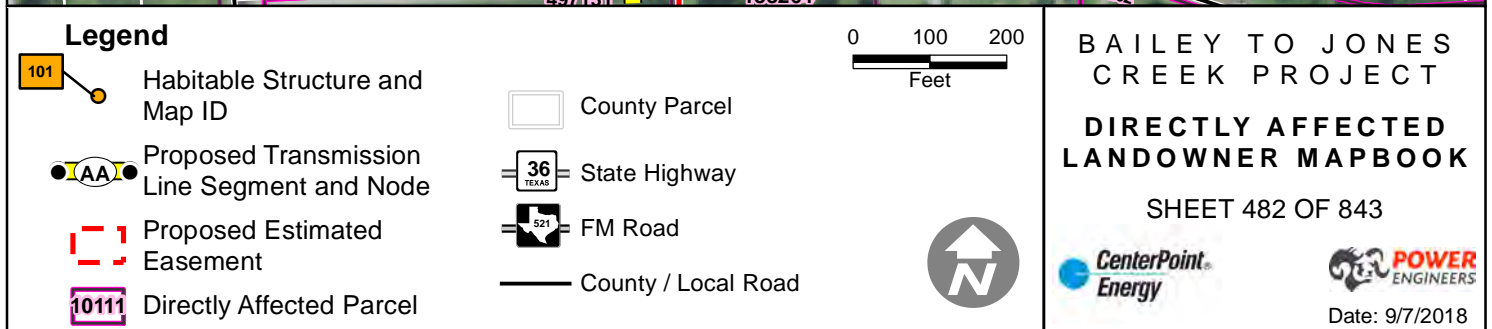 Legend
101
Habitable Structure and
Map ID
AA
Proposed Transmission
Line Segment and Node
Proposed Estimated
Easement
10111
Directly Affected Parcel
0 100 200
Feet
County Parcel
36
TEXAS
State Highway
521
FM Road
County / Local Road
N
BAILEY TO JONES
CREEK PROJECT
DIRECTLY AFFECTED
LANDOWNER MAPBOOK
SHEET 482 OF 843
CenterPoint®
Energy
POWER
ENGINEERS
Date: 9/7/2018